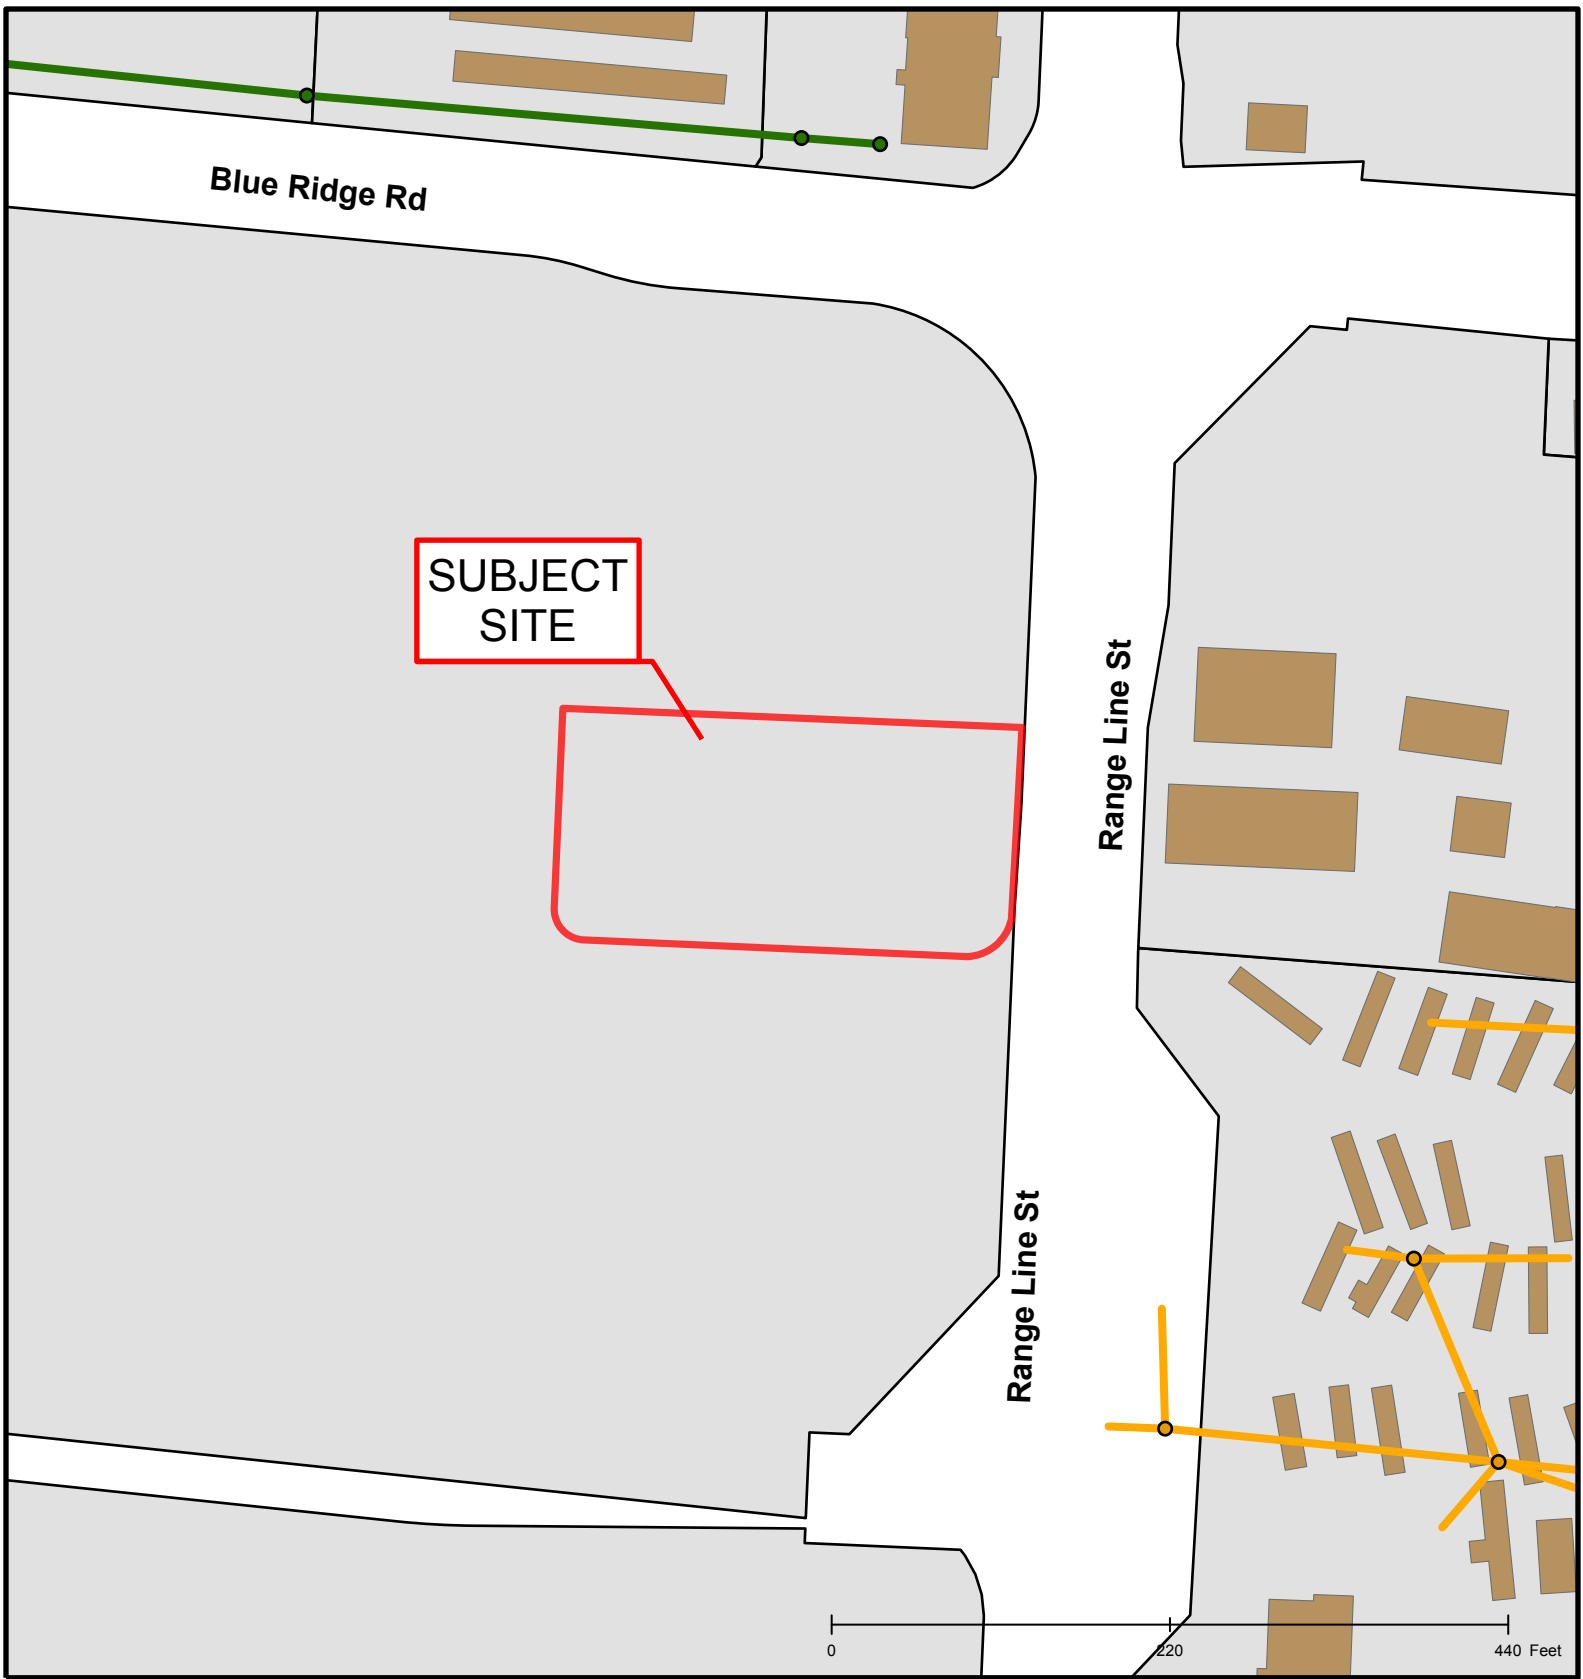 Blue Ridge Rd
SUBJECT
SITE
Range Line St
Range Line St
0
220
440 Feet